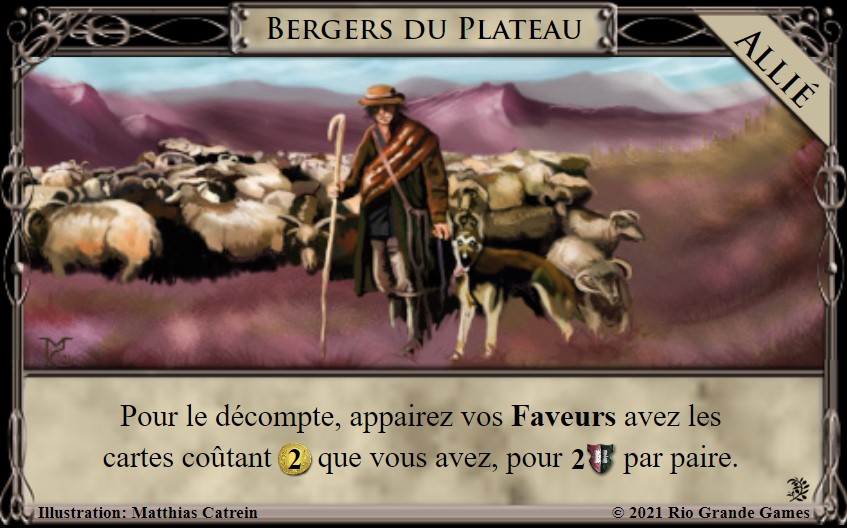 BERGERS DU PLATEAU
ALLIÉ
Pour le décompte, appairez vos Faveurs avez les
cartes coûtant 2 que vous avez, pour 2 par paire.
Illustration: Matthias Catrein © 2021 Rio Grande Games